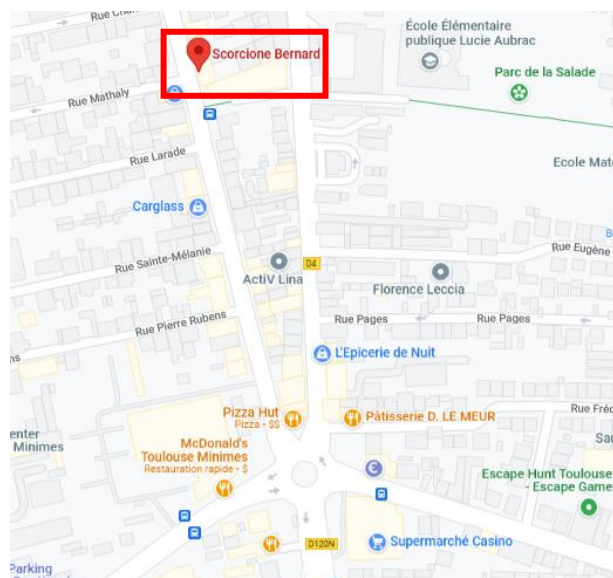 Rue Cha
École Élémentaire
publique Lucie Aubrac
Scorcione Bernard
Parc de la Salade
Rue Mathaly
Rue Larade
Ecole Mate
Carglass
Rue Sainte-Mélanie
Rue Eugène
D4
ActiV Lina
Florence Leccia
Rue Pierre Rubens
Rue Pages
Rue Pages
ns
L'Epicerie de Nuit
Pizza Hut
Pizza • $$
Pâtisserie D. LE MEUR
Rue Fréd
enter
Minimes
McDonald's
Toulouse Minimes
Restauration rapide • $
Sau
€
Escape Hunt Toulouse
- Escape Game
D120N
Supermarché Casino
Parking